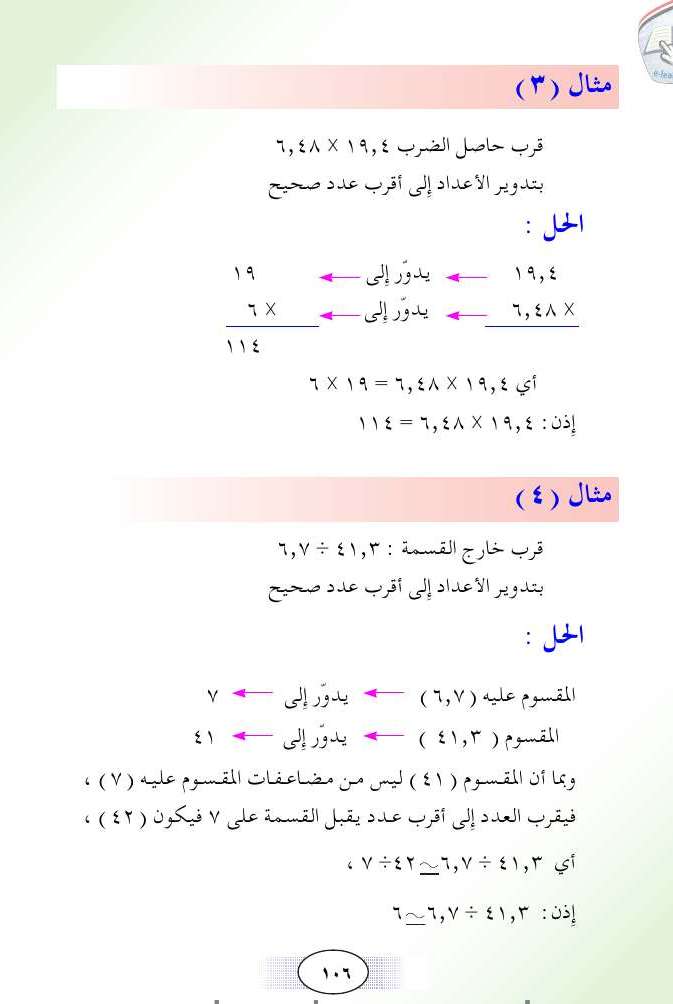 e-lea
مثال (٣)
قرب حاصل الضرب ١٩,٤ × ٦,٤٨
بتدوير الأعداد إلى أقرب عدد صحيح
الحل :
١٩,٤ ← يدوّر إلى ← ١٩
× ٦,٤٨ ← يدوّر إلى ← × ٦
١١٤
أي ١٩,٤ × ٦,٤٨ = ١٩ × ٦
إذن : ١٩,٤ × ٦,٤٨ = ١١٤
مثال (٤)
قرب خارج القسمة : ٤١,٣ ÷ ٦,٧
بتدوير الأعداد إلى أقرب عدد صحيح
الحل :
المقسوم عليه (٦,٧) ← يدوّر إلى ← ٧
المقسوم (٤١,٣) ← يدوّر إلى ← ٤١
وبما أن المقسوم (٤١) ليس من مضاعفات المقسوم عليه (٧) ،
فيقرب العدد إلى أقرب عدد يقبل القسمة على ٧ فيكون (٤٢) ،
أي ٤١,٣ ÷ ٦,٧ ≃ ٤٢ ÷ ٧ ،
إذن : ٤١,٣ ÷ ٦,٧ ≃ ٦
١٠٦